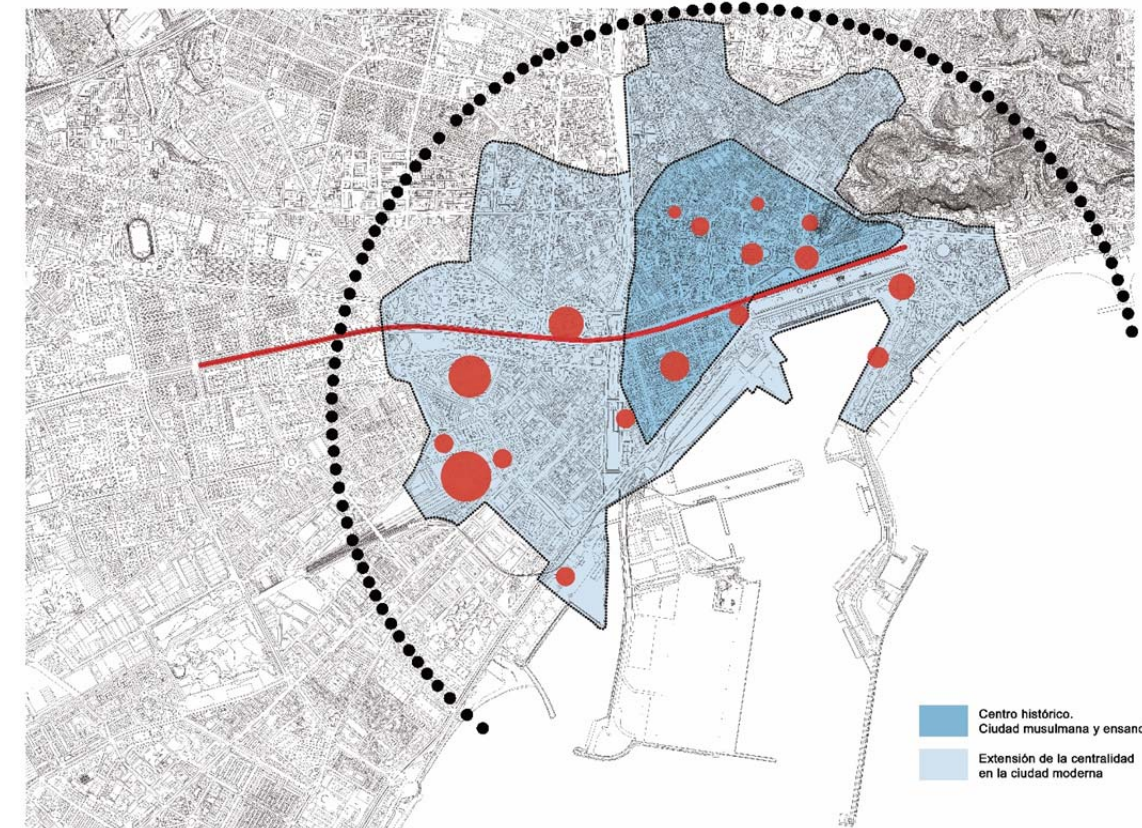 Centro histórico.
Ciudad musulmana y ensanc
Extensión de la centralidad
en la ciudad moderna